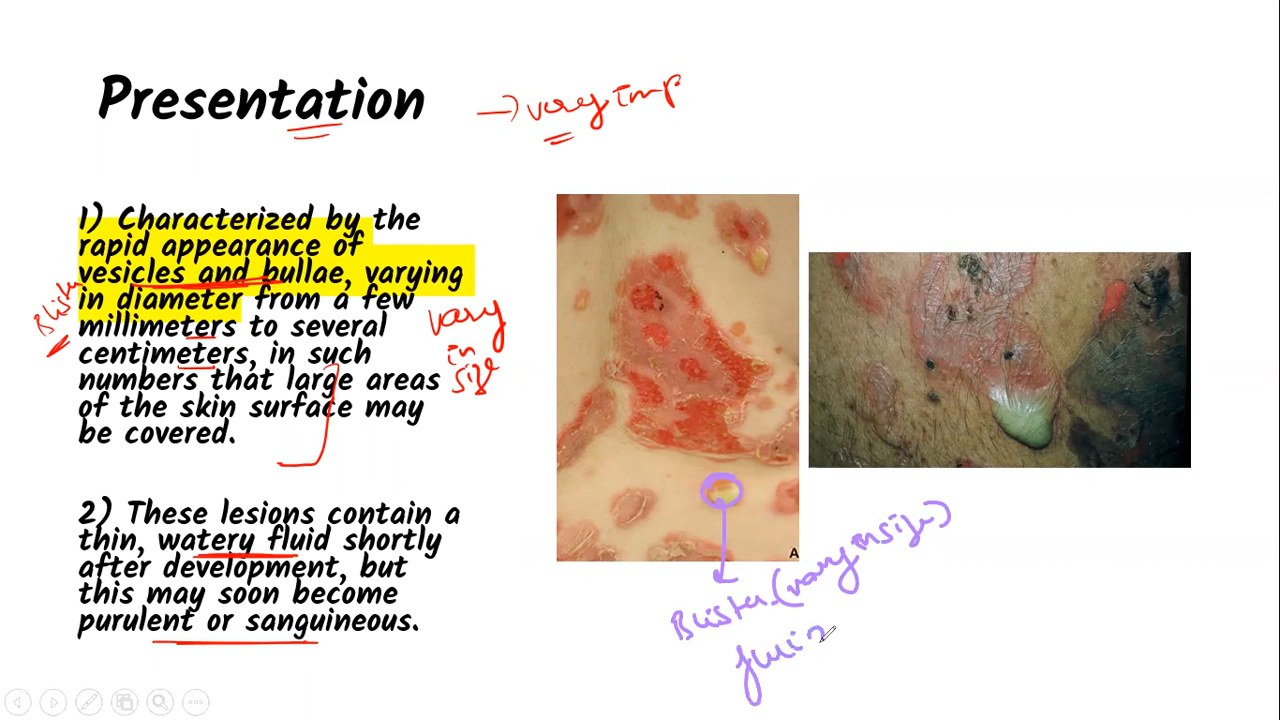 Presentation
→ vary imp
1) Characterized by the
rapid appearance of
vesicles and bullae, varying
in diameter from a few
millimeters to several
centimeters, in such
numbers that large areas
of the skin surface may
be covered.
Blister
vary
in
size
2) These lesions contain a
thin, watery fluid shortly
after development, but
this may soon become
purulent or sanguineous.
A
Blister (vary in size)